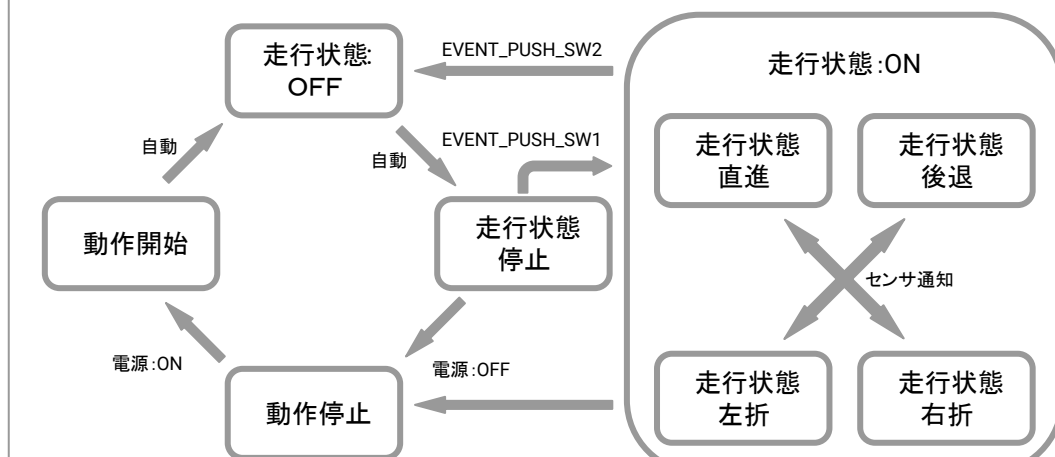 走行状態:
OFF
EVENT_PUSH_SW2
走行状態:ON
自動
自動
EVENT_PUSH_SW1
走行状態
直進
走行状態
後退
動作開始
走行状態
停止
センサ通知
電源:ON
電源:OFF
動作停止
走行状態
左折
走行状態
右折